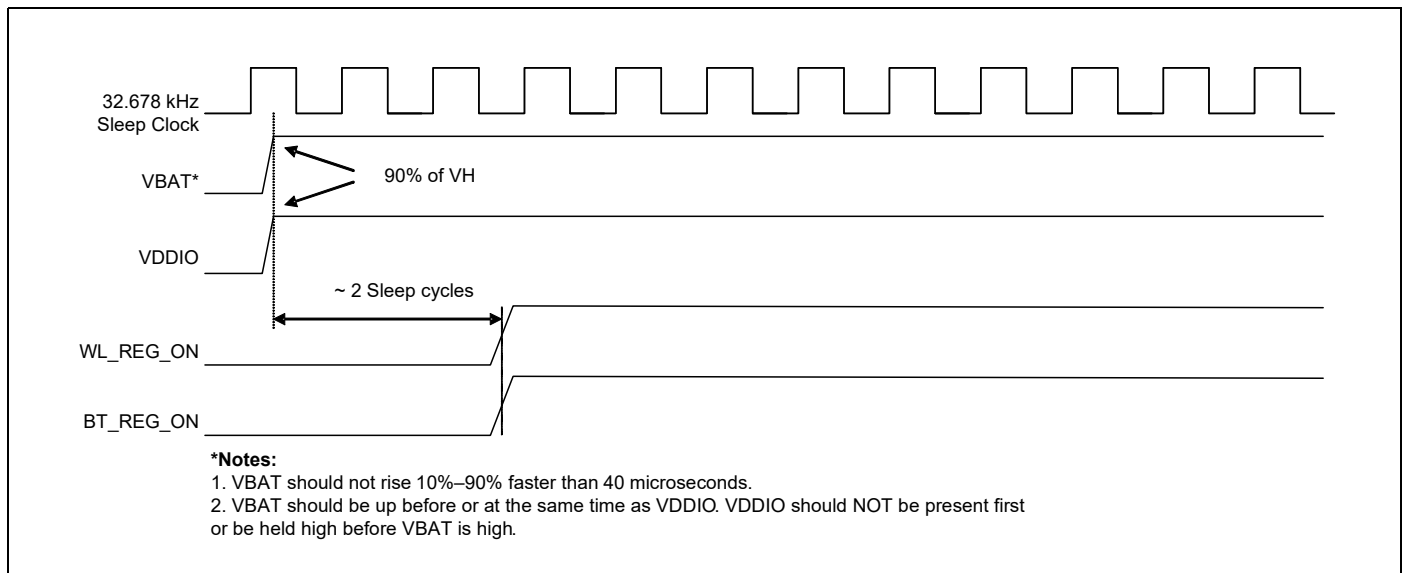 32.678 kHz
Sleep Clock
VBAT*
90% of VH
VDDIO
~ 2 Sleep cycles
WL_REG_ON
BT_REG_ON
*Notes:
1. VBAT should not rise 10%–90% faster than 40 microseconds.
2. VBAT should be up before or at the same time as VDDIO. VDDIO should NOT be present first
or be held high before VBAT is high.